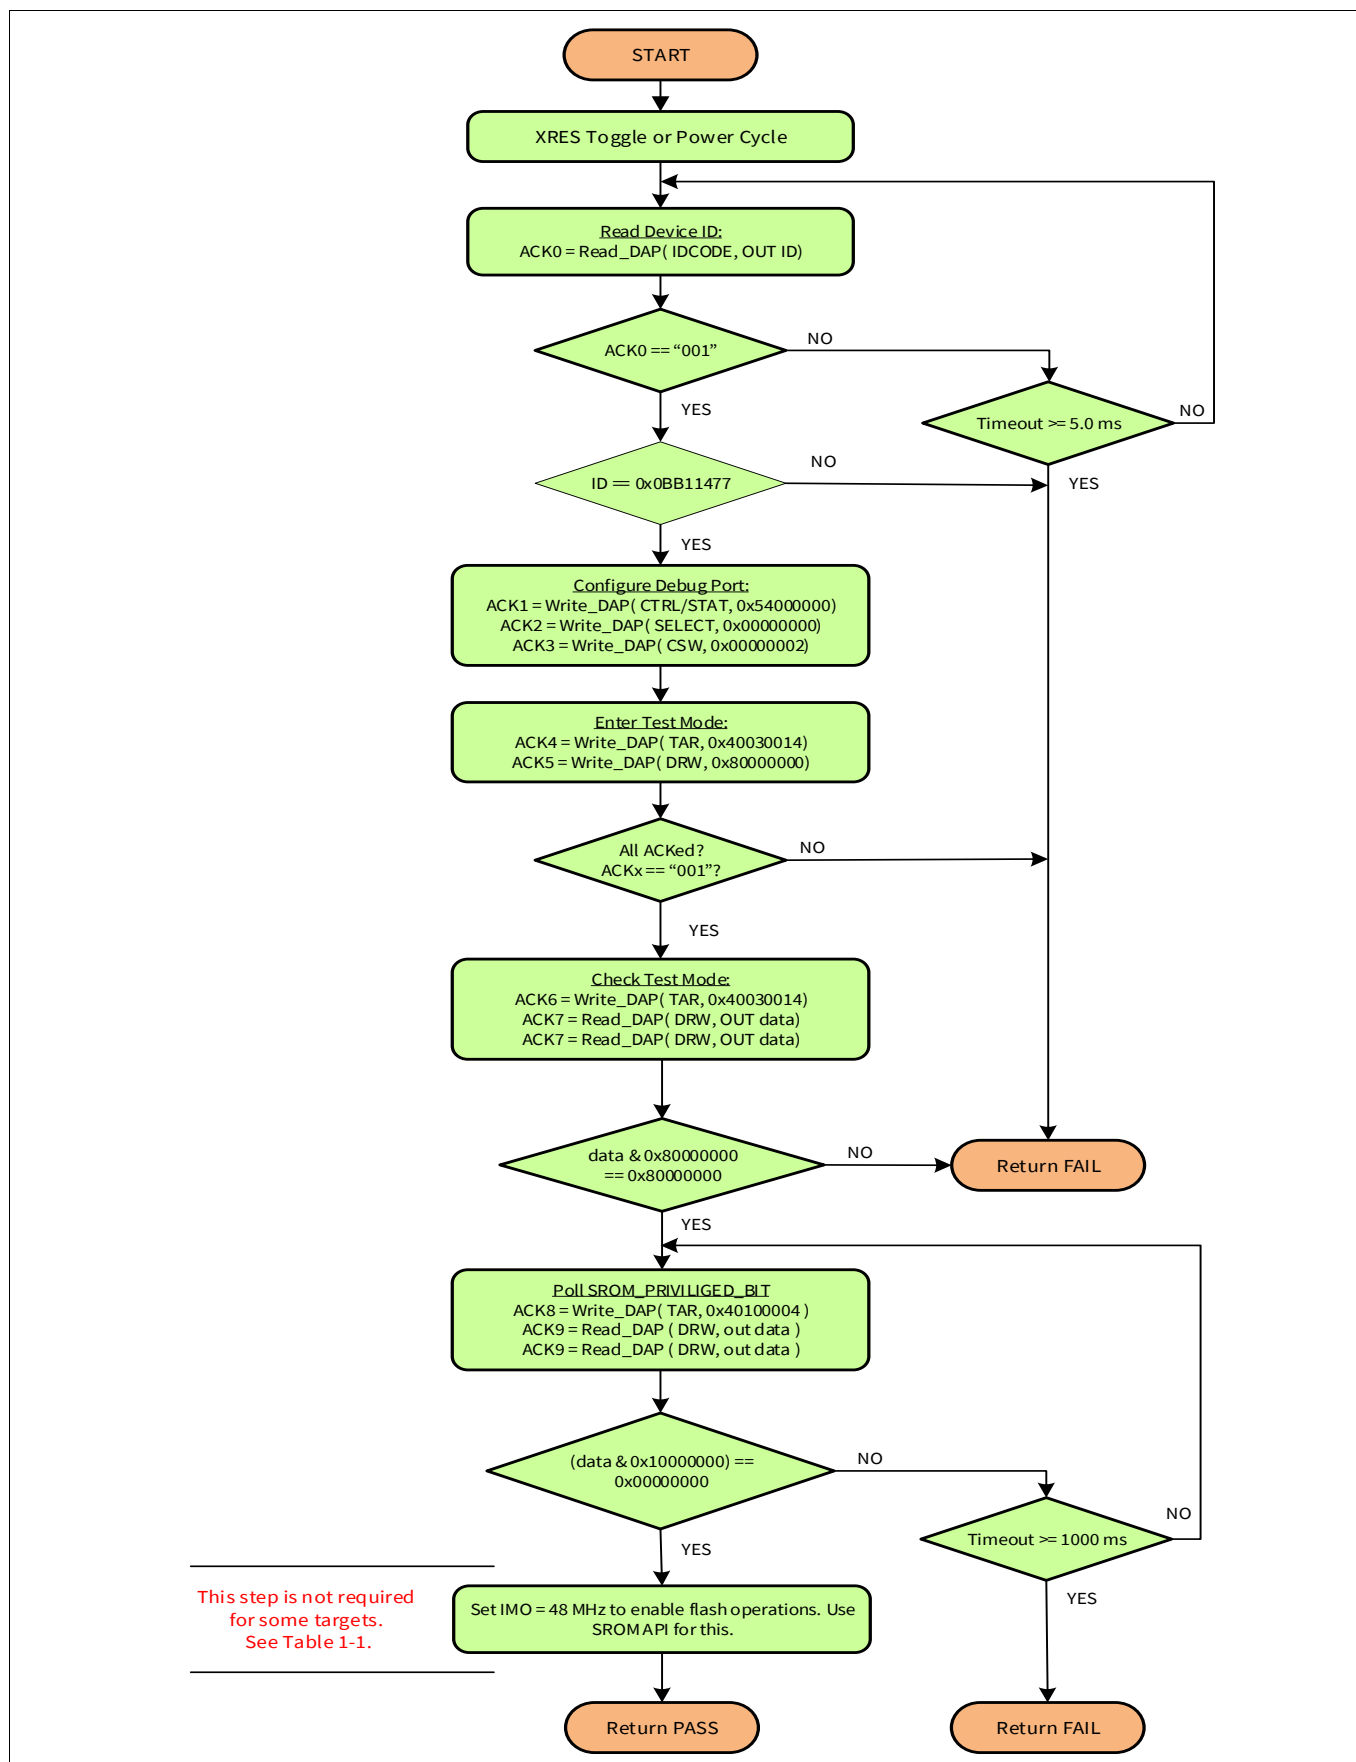 START
XRES Toggle or Power Cycle
Read Device ID:
ACK0 = Read_DAP( IDCODE, OUT ID)
ACK0 == “001”
NO
YES
Timeout >= 5.0 ms
NO
YES
ID == 0x0BB11477
NO
YES
Configure Debug Port:
ACK1 = Write_DAP( CTRL/STAT, 0x54000000)
ACK2 = Write_DAP( SELECT, 0x00000000)
ACK3 = Write_DAP( CSW, 0x00000002)
Enter Test Mode:
ACK4 = Write_DAP( TAR, 0x40030014)
ACK5 = Write_DAP( DRW, 0x80000000)
All ACKed?
ACKx == “001”?
NO
YES
Check Test Mode:
ACK6 = Write_DAP( TAR, 0x40030014)
ACK7 = Read_DAP( DRW, OUT data)
ACK7 = Read_DAP( DRW, OUT data)
data & 0x80000000
== 0x80000000
NO
Return FAIL
YES
Poll SROM_PRIVILIGED_BIT
ACK8 = Write_DAP( TAR, 0x40100004 )
ACK9 = Read_DAP ( DRW, out data )
ACK9 = Read_DAP ( DRW, out data )
(data & 0x10000000) ==
0x00000000
NO
YES
Timeout >= 1000 ms
NO
YES
This step is not required
for some targets.
See Table 1-1.
Set IMO = 48 MHz to enable flash operations. Use
SROM API for this.
Return PASS
Return FAIL